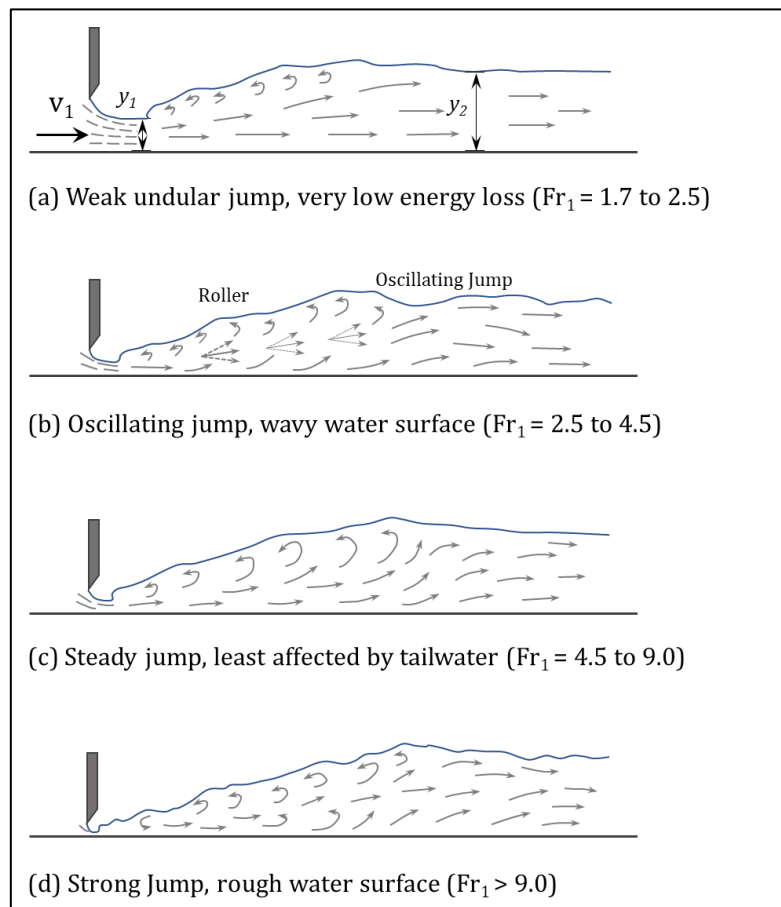 v₁
y₁
y₂
(a) Weak undular jump, very low energy loss (Fr₁ = 1.7 to 2.5)
Oscillating Jump
Roller
(b) Oscillating jump, wavy water surface (Fr₁ = 2.5 to 4.5)
(c) Steady jump, least affected by tailwater (Fr₁ = 4.5 to 9.0)
(d) Strong Jump, rough water surface (Fr₁ > 9.0)